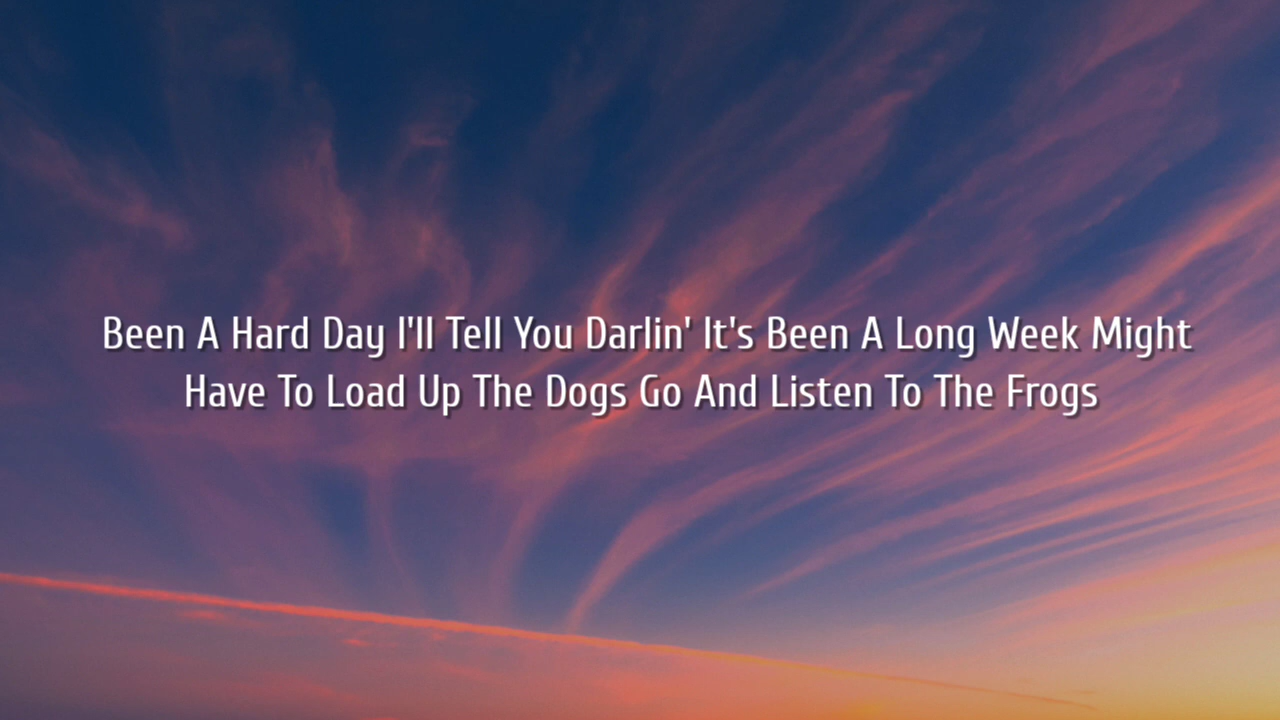 Been A Hard Day I'll Tell You Darlin' It's Been A Long Week Might
Have To Load Up The Dogs Go And Listen To The Frogs